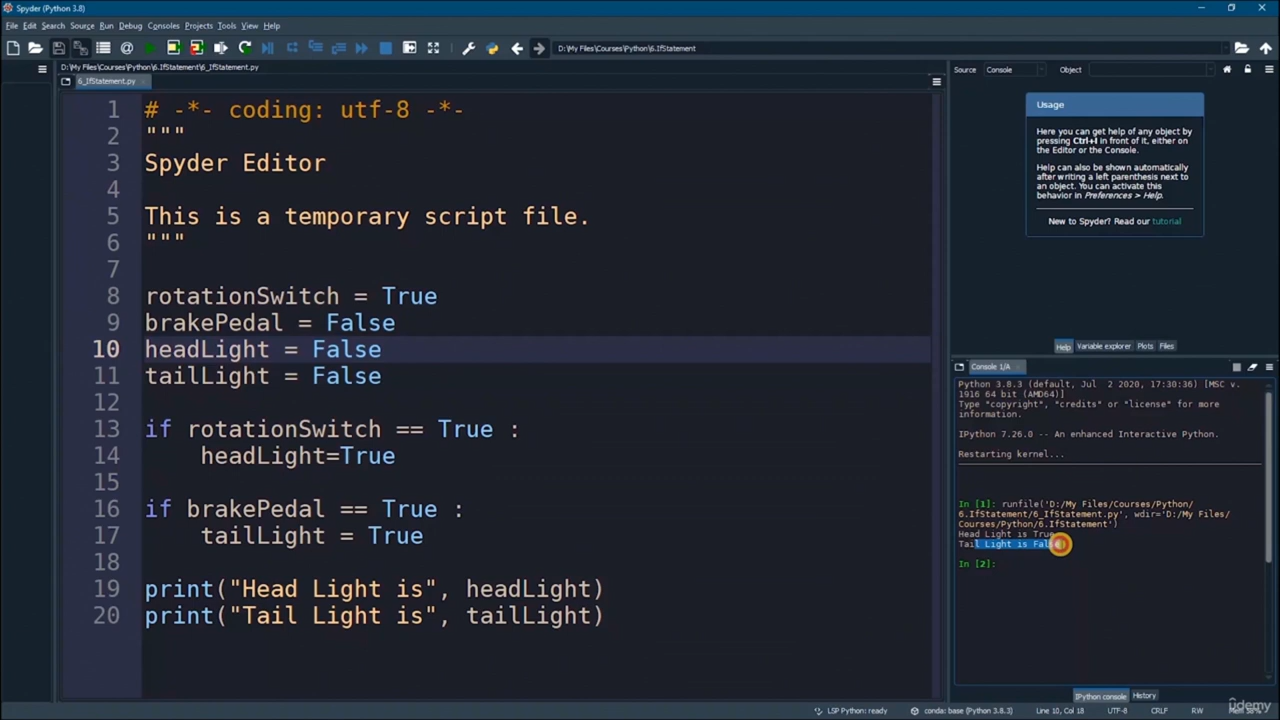 Spyder (Python 3.8)
File Edit Search Source Run Debug Consoles Projects Tools View Help
D:\My Files\Courses\Python\6.IfStatement
D:\My Files\Courses\Python\6.IfStatement\6_IfStatement.py
6_IfStatement.py
1 # -*- coding: utf-8 -*-
2 """
3 Spyder Editor
4
5 This is a temporary script file.
6 """
7
8 rotationSwitch = True
9 brakePedal = False
10 headLight = False
11 tailLight = False
12
13 if rotationSwitch == True :
14 headLight=True
15
16 if brakePedal == True :
17 tailLight = True
18
19 print("Head Light is", headLight)
20 print("Tail Light is", tailLight)
Source Console Object
Usage
Here you can get help of any object by
pressing Ctrl+I in front of it, either on
the Editor or the Console.
Help can also be shown automatically
after writing a left parenthesis next to
an object. You can activate this
behavior in Preferences > Help.
New to Spyder? Read our tutorial
Help Variable explorer Plots Files
Console 1/A
Python 3.8.3 (default, Jul 2 2020, 17:30:36) [MSC v.
1916 64 bit (AMD64)]
Type "copyright", "credits" or "license" for more
information.
IPython 7.26.0 -- An enhanced Interactive Python.
Restarting kernel...
In [1]: runfile('D:/My Files/Courses/Python/
6.IfStatement/6_IfStatement.py', wdir='D:/My Files/
Courses/Python/6.IfStatement')
Head Light is True
Tail Light is Fal
In [2]:
IPython console History
LSP Python: ready conda: base (Python 3.8.3) Line 10, Col 18 UTF-8 CRLF RW
ûdemy